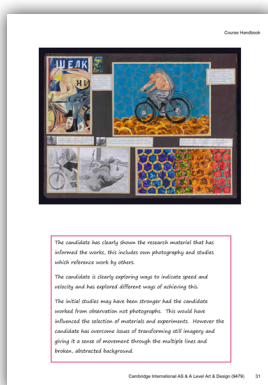 Course Handbook
WEAK
The candidate has clearly shown the research material that has
informed the works, this includes own photography and studies
which reference work by others.
The candidate is clearly exploring ways to indicate speed and
velocity and has explored different ways of achieving this.
The initial studies may have been stronger had the candidate
worked from observation not photographs. This would have
influenced the selection of materials and experiments. However the
candidate has overcome issues of transforming still imagery and
giving it a sense of movement through the multiple lines and
broken, abstracted background.
Cambridge International AS & A Level Art & Design (9479) 31